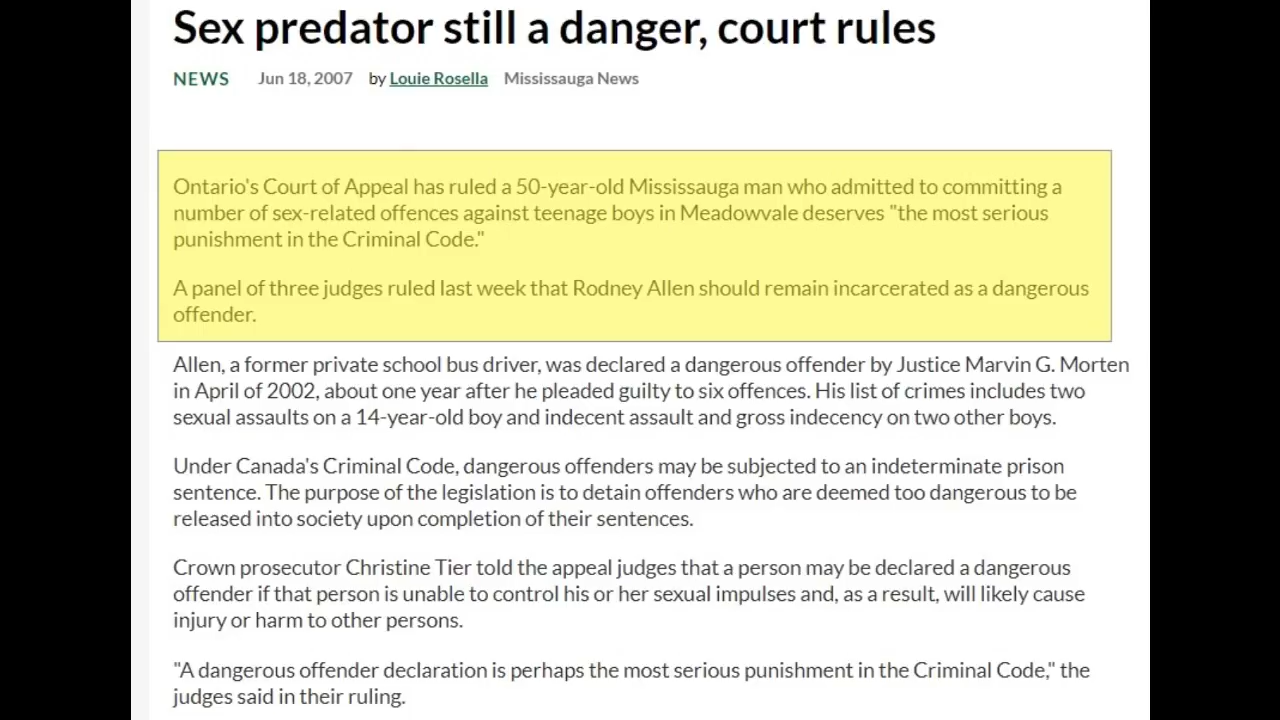 Sex predator still a danger, court rules
NEWS Jun 18, 2007 by Louie Rosella Mississauga News
Ontario's Court of Appeal has ruled a 50-year-old Mississauga man who admitted to committing a
number of sex-related offences against teenage boys in Meadowvale deserves "the most serious
punishment in the Criminal Code."
A panel of three judges ruled last week that Rodney Allen should remain incarcerated as a dangerous
offender.
Allen, a former private school bus driver, was declared a dangerous offender by Justice Marvin G. Morten
in April of 2002, about one year after he pleaded guilty to six offences. His list of crimes includes two
sexual assaults on a 14-year-old boy and indecent assault and gross indecency on two other boys.
Under Canada's Criminal Code, dangerous offenders may be subjected to an indeterminate prison
sentence. The purpose of the legislation is to detain offenders who are deemed too dangerous to be
released into society upon completion of their sentences.
Crown prosecutor Christine Tier told the appeal judges that a person may be declared a dangerous
offender if that person is unable to control his or her sexual impulses and, as a result, will likely cause
injury or harm to other persons.
"A dangerous offender declaration is perhaps the most serious punishment in the Criminal Code," the
judges said in their ruling.